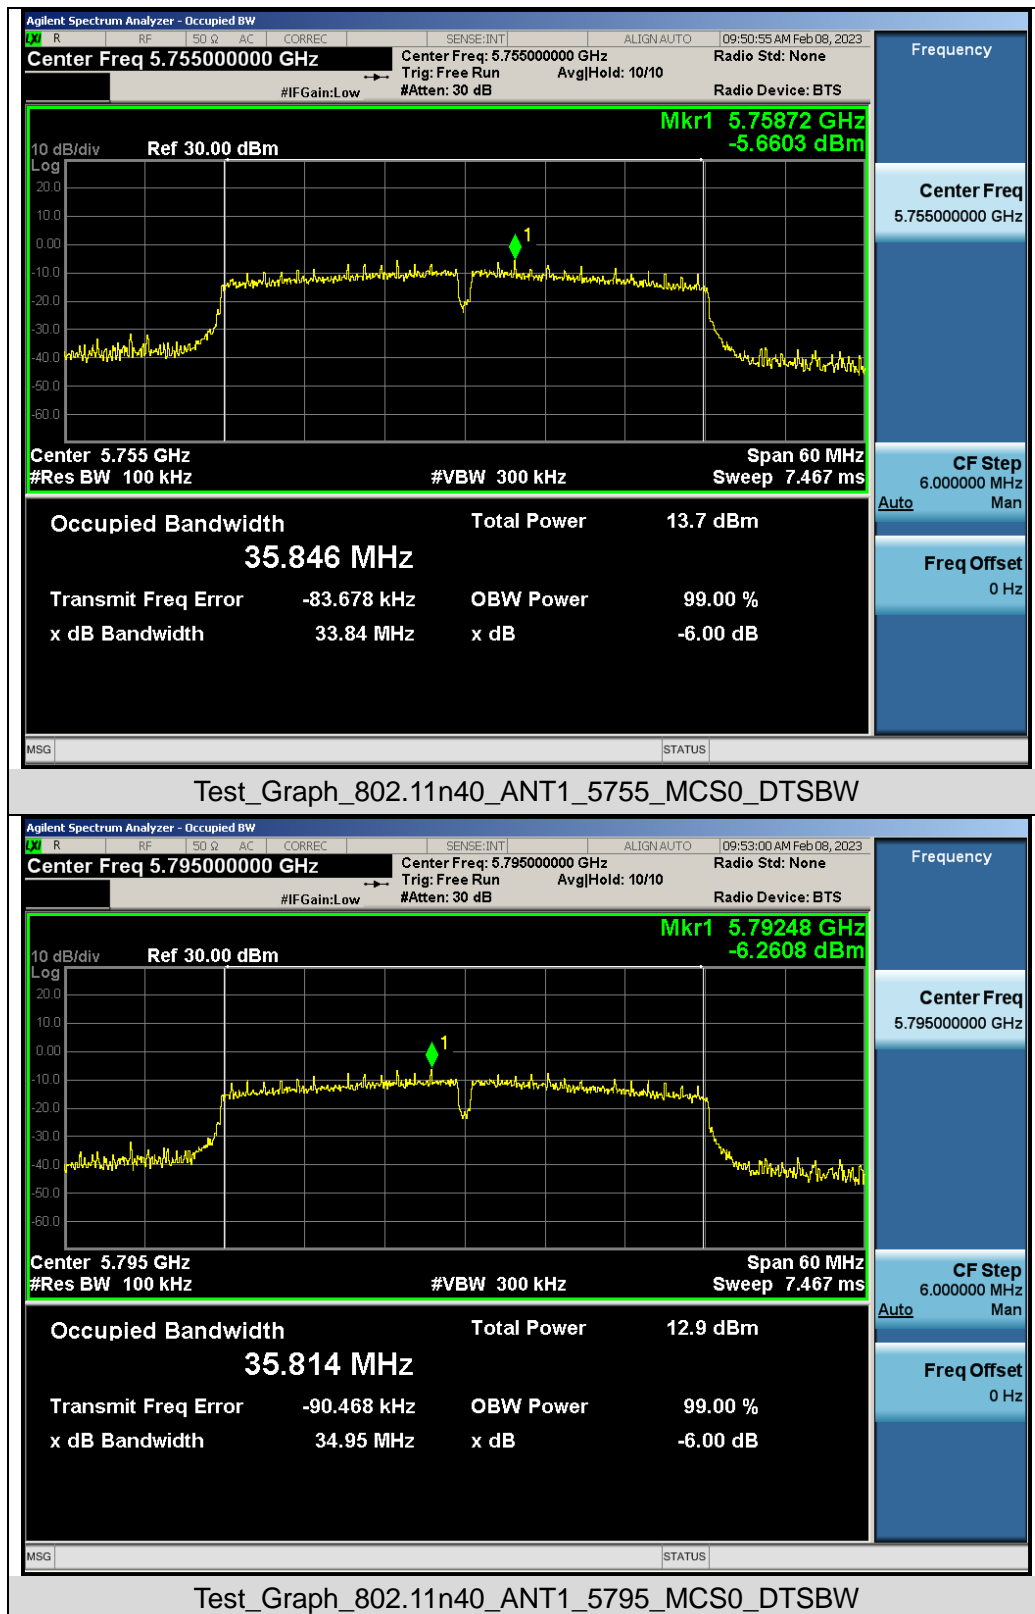 Agilent Spectrum Analyzer - Occupied BW
LXI R RF 50 Ω AC CORREC SENSE:INT ALIGN AUTO 09:50:55 AM Feb 08, 2023
Center Freq 5.755000000 GHz
Center Freq: 5.755000000 GHz
Radio Std: None
Trig: Free Run Avg|Hold: 10/10
#IFGain:Low #Atten: 30 dB Radio Device: BTS
Frequency
Mkr1 5.75872 GHz
-5.6603 dBm
10 dB/div Ref 30.00 dBm
Log
20.0
10.0
0.00
-10.0
-20.0
-30.0
-40.0
-50.0
-60.0
1
Center 5.755 GHz Span 60 MHz
#Res BW 100 kHz #VBW 300 kHz Sweep 7.467 ms
Center Freq
5.755000000 GHz
CF Step
6.000000 MHz
Auto Man
Freq Offset
0 Hz
Occupied Bandwidth Total Power 13.7 dBm
35.846 MHz
Transmit Freq Error -83.678 kHz OBW Power 99.00 %
x dB Bandwidth 33.84 MHz x dB -6.00 dB
MSG STATUS
Test_Graph_802.11n40_ANT1_5755_MCS0_DTSBW
Agilent Spectrum Analyzer - Occupied BW
LXI R RF 50 Ω AC CORREC SENSE:INT ALIGN AUTO 09:53:00 AM Feb 08, 2023
Center Freq 5.795000000 GHz
Center Freq: 5.795000000 GHz
Radio Std: None
Trig: Free Run Avg|Hold: 10/10
#IFGain:Low #Atten: 30 dB Radio Device: BTS
Frequency
Mkr1 5.79248 GHz
-6.2608 dBm
10 dB/div Ref 30.00 dBm
Log
20.0
10.0
0.00
-10.0
-20.0
-30.0
-40.0
-50.0
-60.0
1
Center 5.795 GHz Span 60 MHz
#Res BW 100 kHz #VBW 300 kHz Sweep 7.467 ms
Center Freq
5.795000000 GHz
CF Step
6.000000 MHz
Auto Man
Freq Offset
0 Hz
Occupied Bandwidth Total Power 12.9 dBm
35.814 MHz
Transmit Freq Error -90.468 kHz OBW Power 99.00 %
x dB Bandwidth 34.95 MHz x dB -6.00 dB
MSG STATUS
Test_Graph_802.11n40_ANT1_5795_MCS0_DTSBW